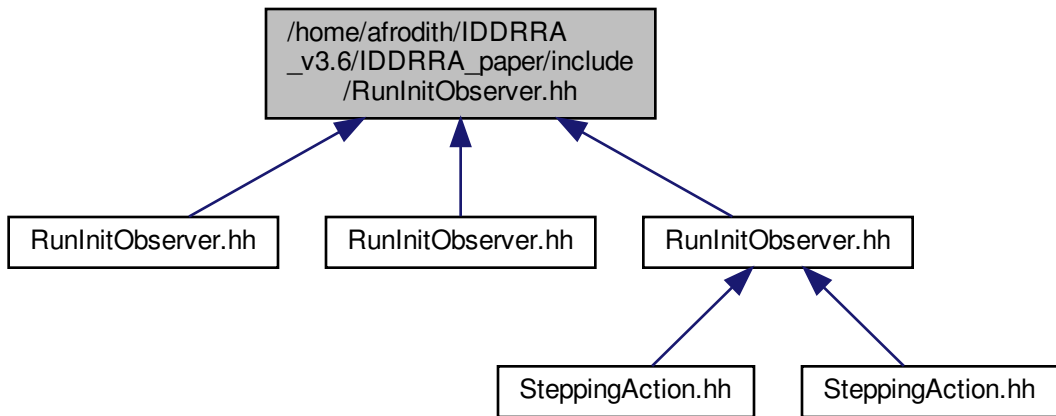 /home/afrodith/IDDRRA
_v3.6/IDDRRA_paper/include
/RunInitObserver.hh
RunInitObserver.hh
RunInitObserver.hh
RunInitObserver.hh
SteppingAction.hh
SteppingAction.hh